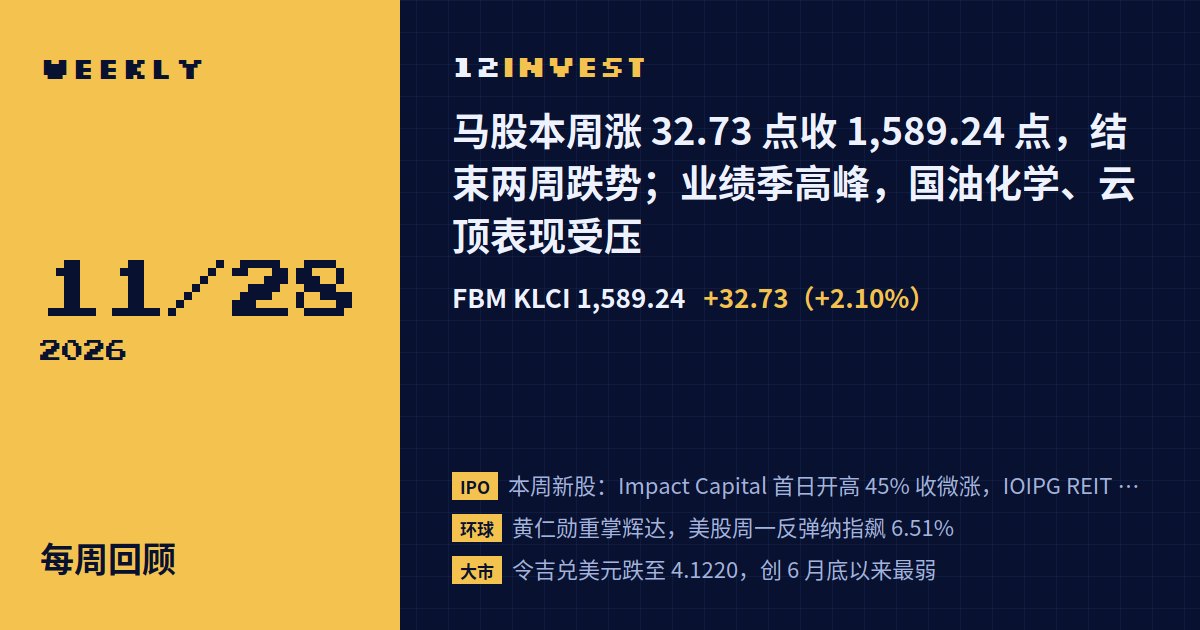 WEEKLY
11/28
2026
每周回顾
12INVEST
马股本周涨 32.73 点收 1,589.24 点，结
束两周跌势；业绩季高峰，国油化学、云
顶表现受压
FBM KLCI 1,589.24 +32.73（+2.10%）
IPO 本周新股：Impact Capital 首日开高 45% 收微涨，IOIPG REIT …
环球 黄仁勋重掌辉达，美股周一反弹纳指飙 6.51%
大市 令吉兑美元跌至 4.1220，创 6 月底以来最弱